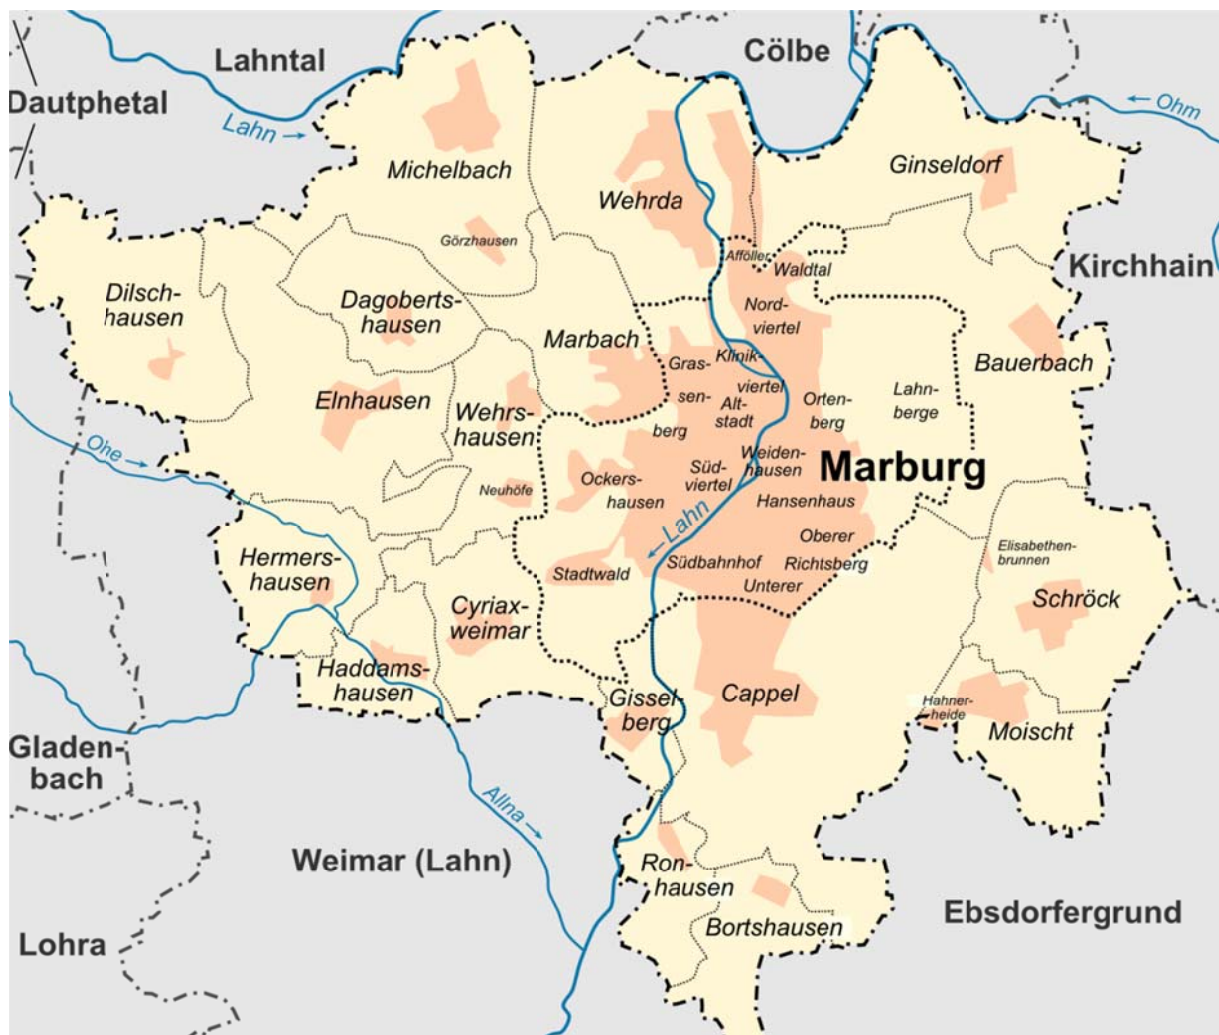 Lahntal
Cölbe
Dautphetal
Lahn →
← Ohm
Michelbach
Ginseldorf
Wehrda
Görzhausen
Afföller
Waldtal
Kirchhain
Dilsch-
hausen
Dagoberts-
hausen
Nord-
viertel
Marbach
Bauerbach
Gras-
sen-
berg
Klinik-
viertel
Elnhausen
Wehrs-
hausen
Alt-
stadt
Orten-
berg
Lahn-
berge
Ohe →
Neuhöfe
Ockers-
hausen
Süd-
viertel
Weiden-
hausen
Marburg
Hansenhaus
← Lahn
Oberer
Richtsberg
Unterer
Südbahnhof
Stadtwald
Elisabethen-
brunnen
Hermers-
hausen
Cyriax-
weimar
Schröck
Haddams-
hausen
Gissel-
berg
Cappel
Hahner-
heide
Moischt
Gladen-
bach
Allna →
Weimar (Lahn)
Ron-
hausen
Bortshausen
Ebsdorfergrund
Lohra